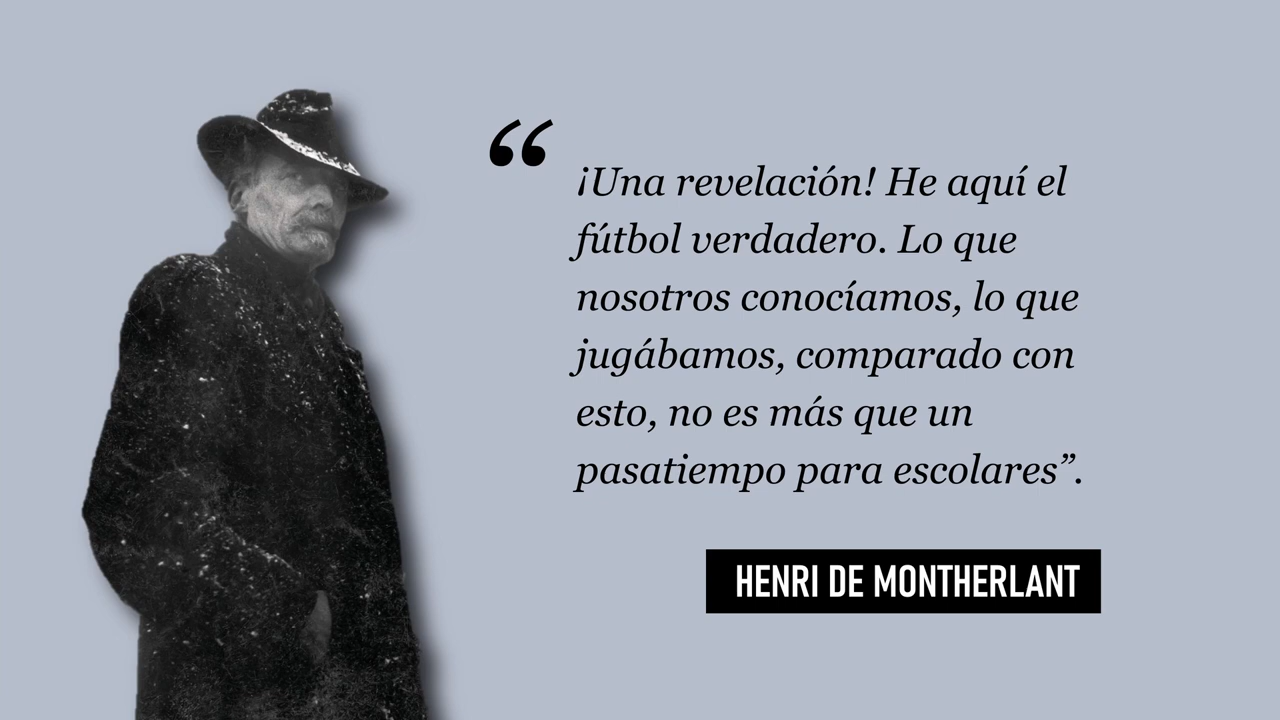 “
¡Una revelación! He aquí el
fútbol verdadero. Lo que
nosotros conocíamos, lo que
jugábamos, comparado con
esto, no es más que un
pasatiempo para escolares”.
HENRI DE MONTHERLANT